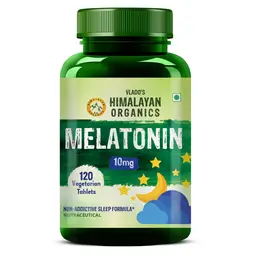 VLADO'S
HIMALAYAN
ORGANICS
MELATONIN
10mg
120
Vegetarian
Tablets
NON-ADDICTIVE SLEEP FORMULA*
NUTRACEUTICAL